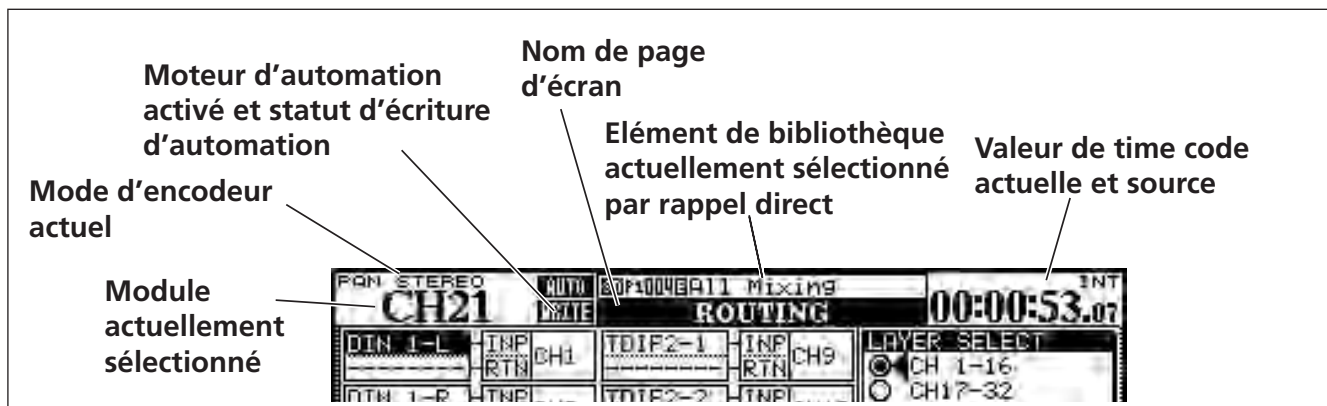 Nom de page
d'écran
Moteur d'automation
activé et statut d'écriture
d'automation
Elément de bibliothèque
actuellement sélectionné
par rappel direct
Valeur de time code
actuelle et source
Mode d'encodeur
actuel
Module
actuellement
sélectionné
PAN STEREO
CH21
AUTO
WRITE
All Mixing
ROUTING
INT
00:00:53.07
DIN 1-L
INP
RTN
CH1
TDIF2-1
INP
RTN
CH9
LAYER SELECT
CH 1-16
CH17-32
DIN 1-R
INP
TDIF2-2
INP